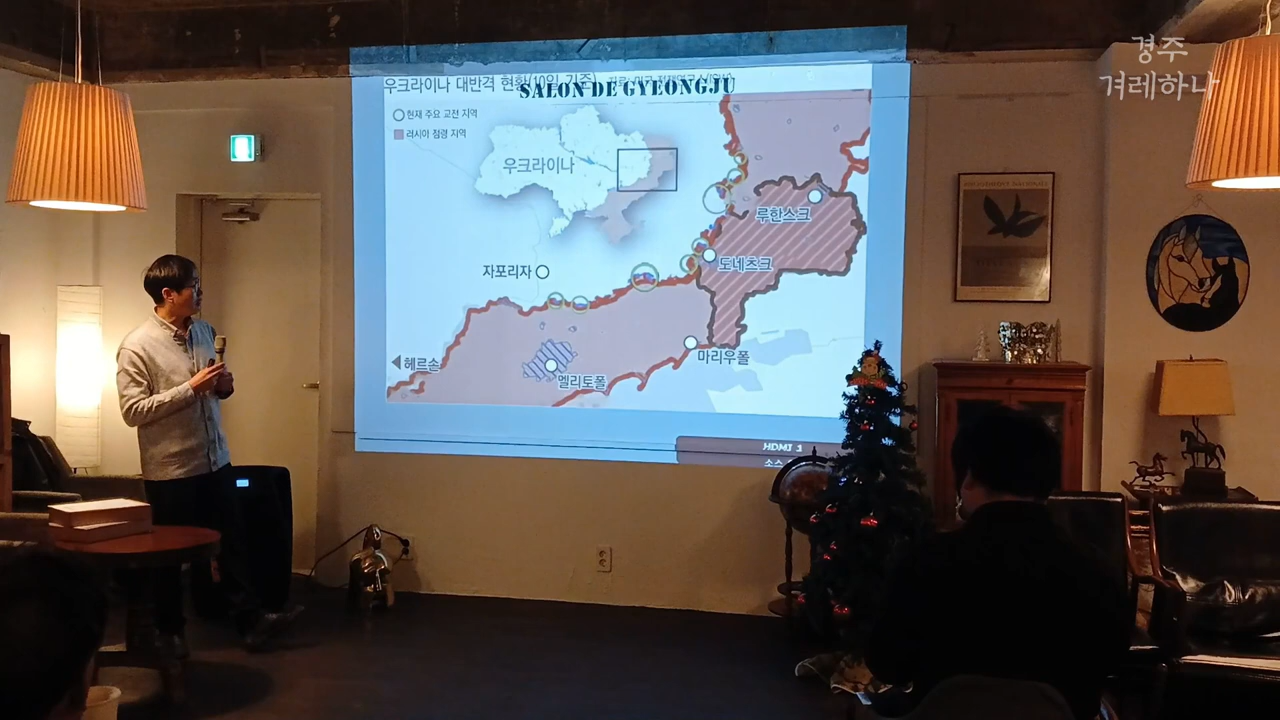 경주
겨레하나
우크라이나 대반격 현황(10일 기준)
SALON DE GYEONGJU
현재 주요 교전 지역
러시아 점령 지역
우크라이나
루한스크
도네츠크
자포리자
마리우폴
헤르손
멜리토폴
HDMI 1
소스